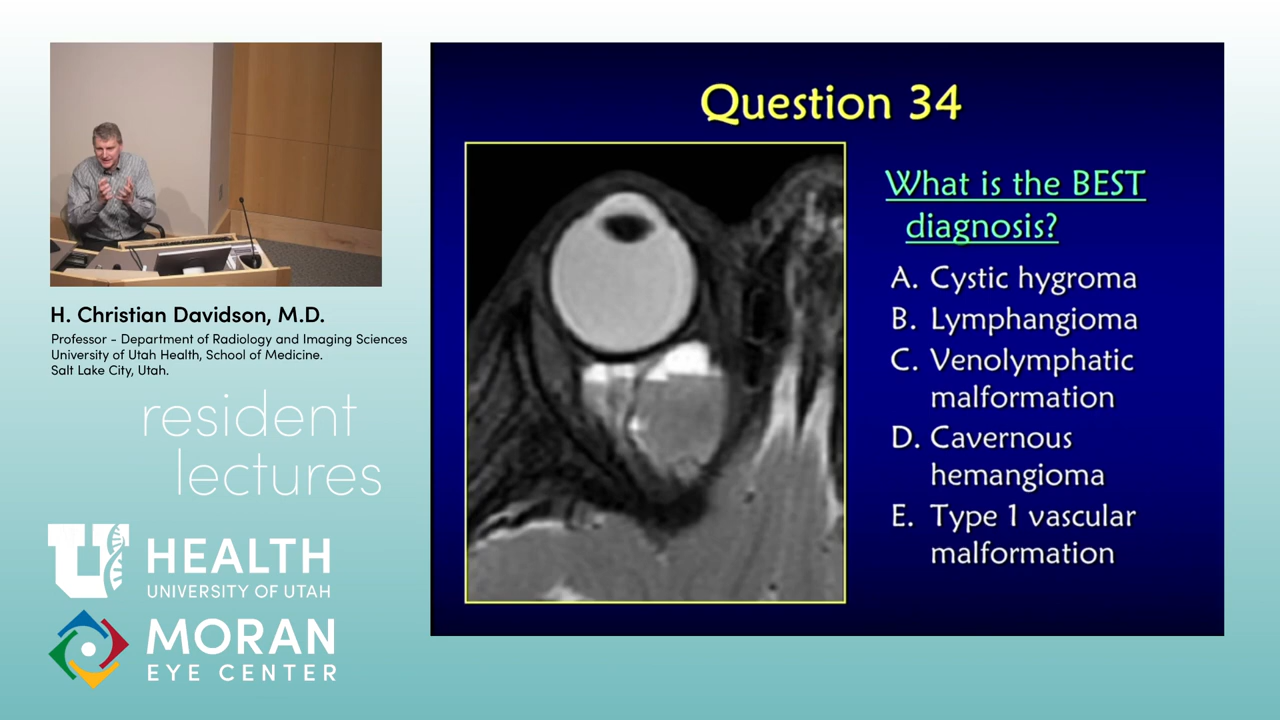 H. Christian Davidson, M.D.
Professor - Department of Radiology and Imaging Sciences
University of Utah Health, School of Medicine.
Salt Lake City, Utah.
resident
lectures
U HEALTH
UNIVERSITY OF UTAH
MORAN
EYE CENTER
Question 34
What is the BEST
diagnosis?
A. Cystic hygroma
B. Lymphangioma
C. Venolymphatic
malformation
D. Cavernous
hemangioma
E. Type 1 vascular
malformation